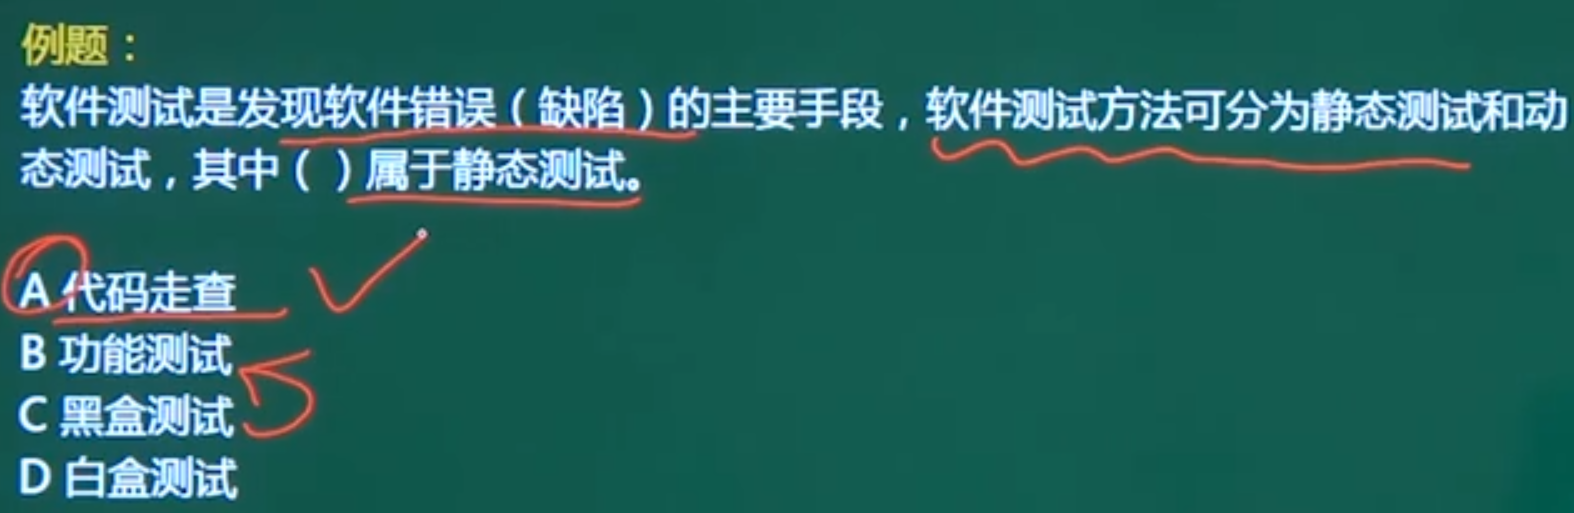 例题：
软件测试是发现软件错误（缺陷）的主要手段，软件测试方法可分为静态测试和动
态测试，其中（ ）属于静态测试。
A 代码走查
B 功能测试
C 黑盒测试
D 白盒测试